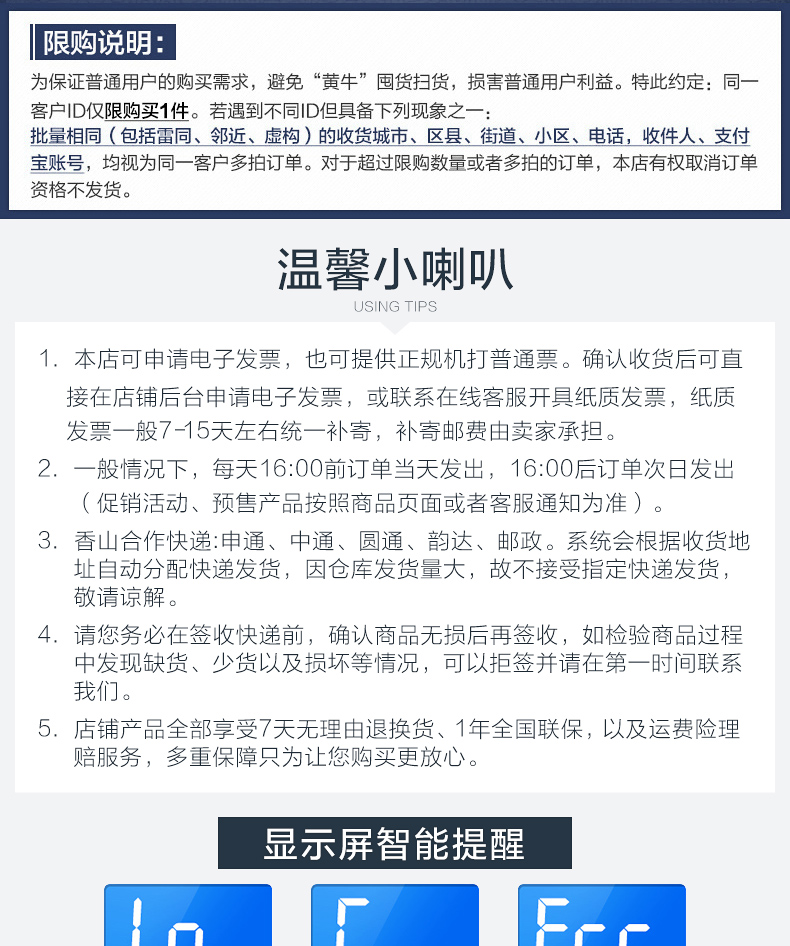 限购说明：
为保证普通用户的购买需求，避免“黄牛”囤货扫货，损害普通用户利益。特此约定：同一
客户ID仅限购买1件。若遇到不同ID但具备下列现象之一：
批量相同（包括雷同、邻近、虚构）的收货城市、区县、街道、小区、电话，收件人、支付
宝账号，均视为同一客户多拍订单。对于超过限购数量或者多拍的订单，本店有权取消订单
资格不发货。
温馨小喇叭
USING TIPS
1. 本店可申请电子发票，也可提供正规机打普通票。确认收货后可直
接在店铺后台申请电子发票，或联系在线客服开具纸质发票，纸质
发票一般7-15天左右统一补寄，补寄邮费由卖家承担。
2. 一般情况下，每天16:00前订单当天发出，16:00后订单次日发出
（促销活动、预售产品按照商品页面或者客服通知为准）。
3. 香山合作快递:申通、中通、圆通、韵达、邮政。系统会根据收货地
址自动分配快递发货，因仓库发货量大，故不接受指定快递发货，
敬请谅解。
4. 请您务必在签收快递前，确认商品无损后再签收，如检验商品过程
中发现缺货、少货以及损坏等情况，可以拒签并请在第一时间联系
我们。
5. 店铺产品全部享受7天无理由退换货、1年全国联保，以及运费险理
赔服务，多重保障只为让您购买更放心。
显示屏智能提醒